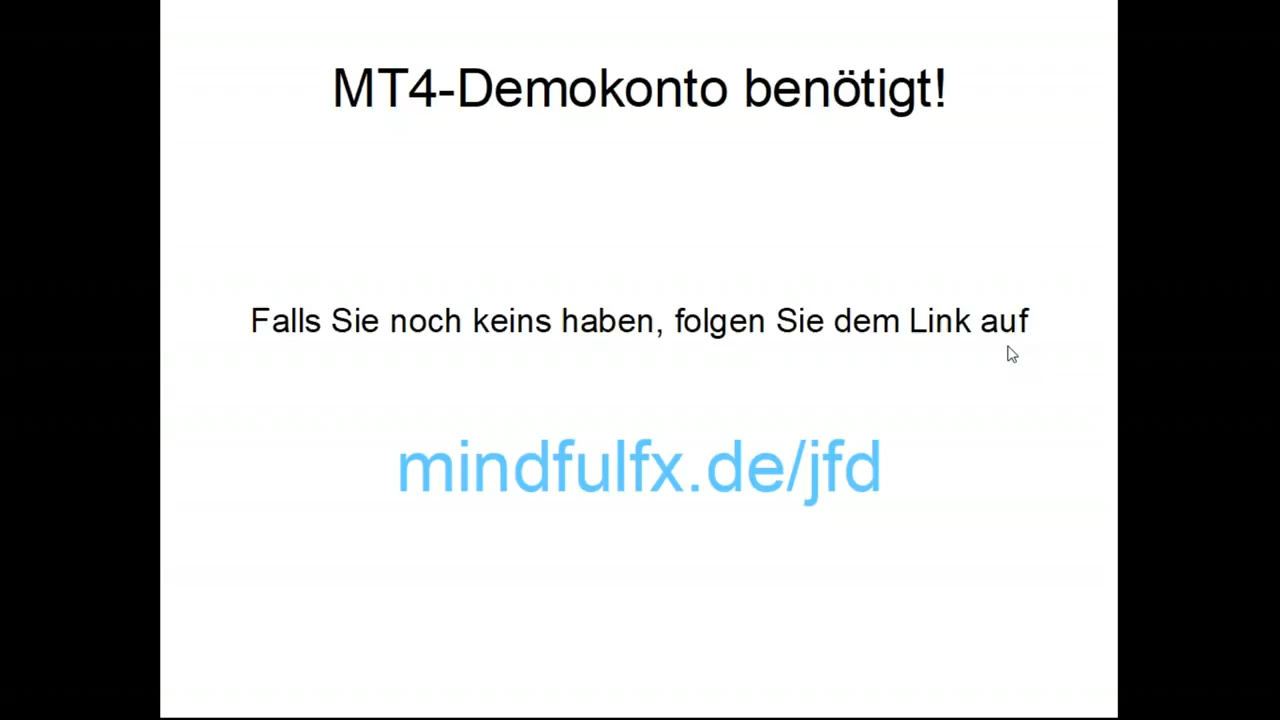 MT4-Demokonto benötigt!
Falls Sie noch keins haben, folgen Sie dem Link auf
mindfulfx.de/jfd